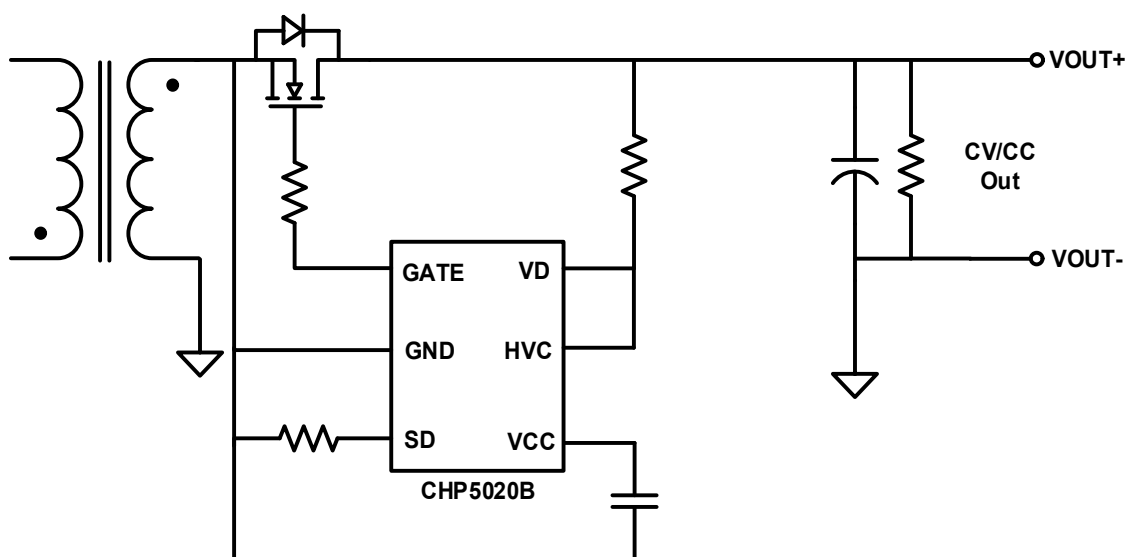 VOUT+
CV/CC
Out
VOUT-
GATE
VD
GND
HVC
SD
VCC
CHP5020B